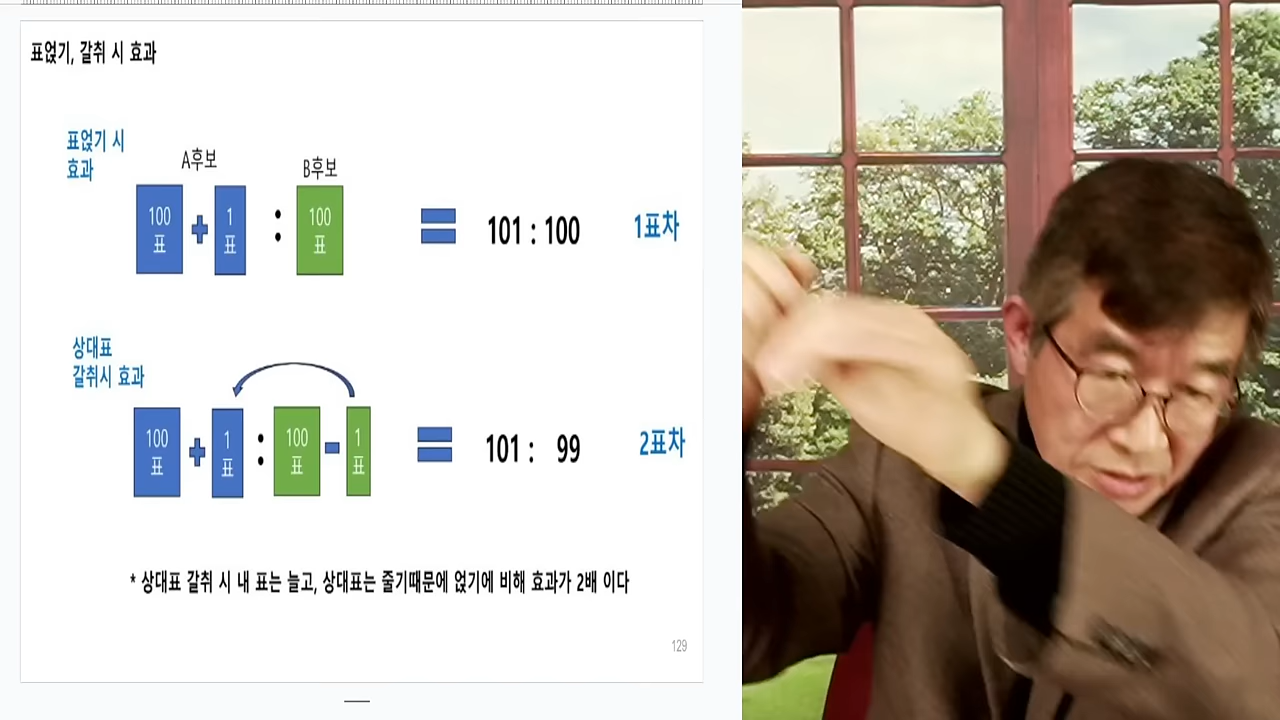 표얹기, 갈취 시 효과
표얹기 시
효과
A후보
B후보
100
표
1
표
:
100
표
101 : 100
1표차
상대표
갈취시 효과
100
표
1
표
:
100
표
1
표
101 : 99
2표차
* 상대표 갈취 시 내 표는 늘고, 상대표는 줄기때문에 얹기에 비해 효과가 2배 이다
129